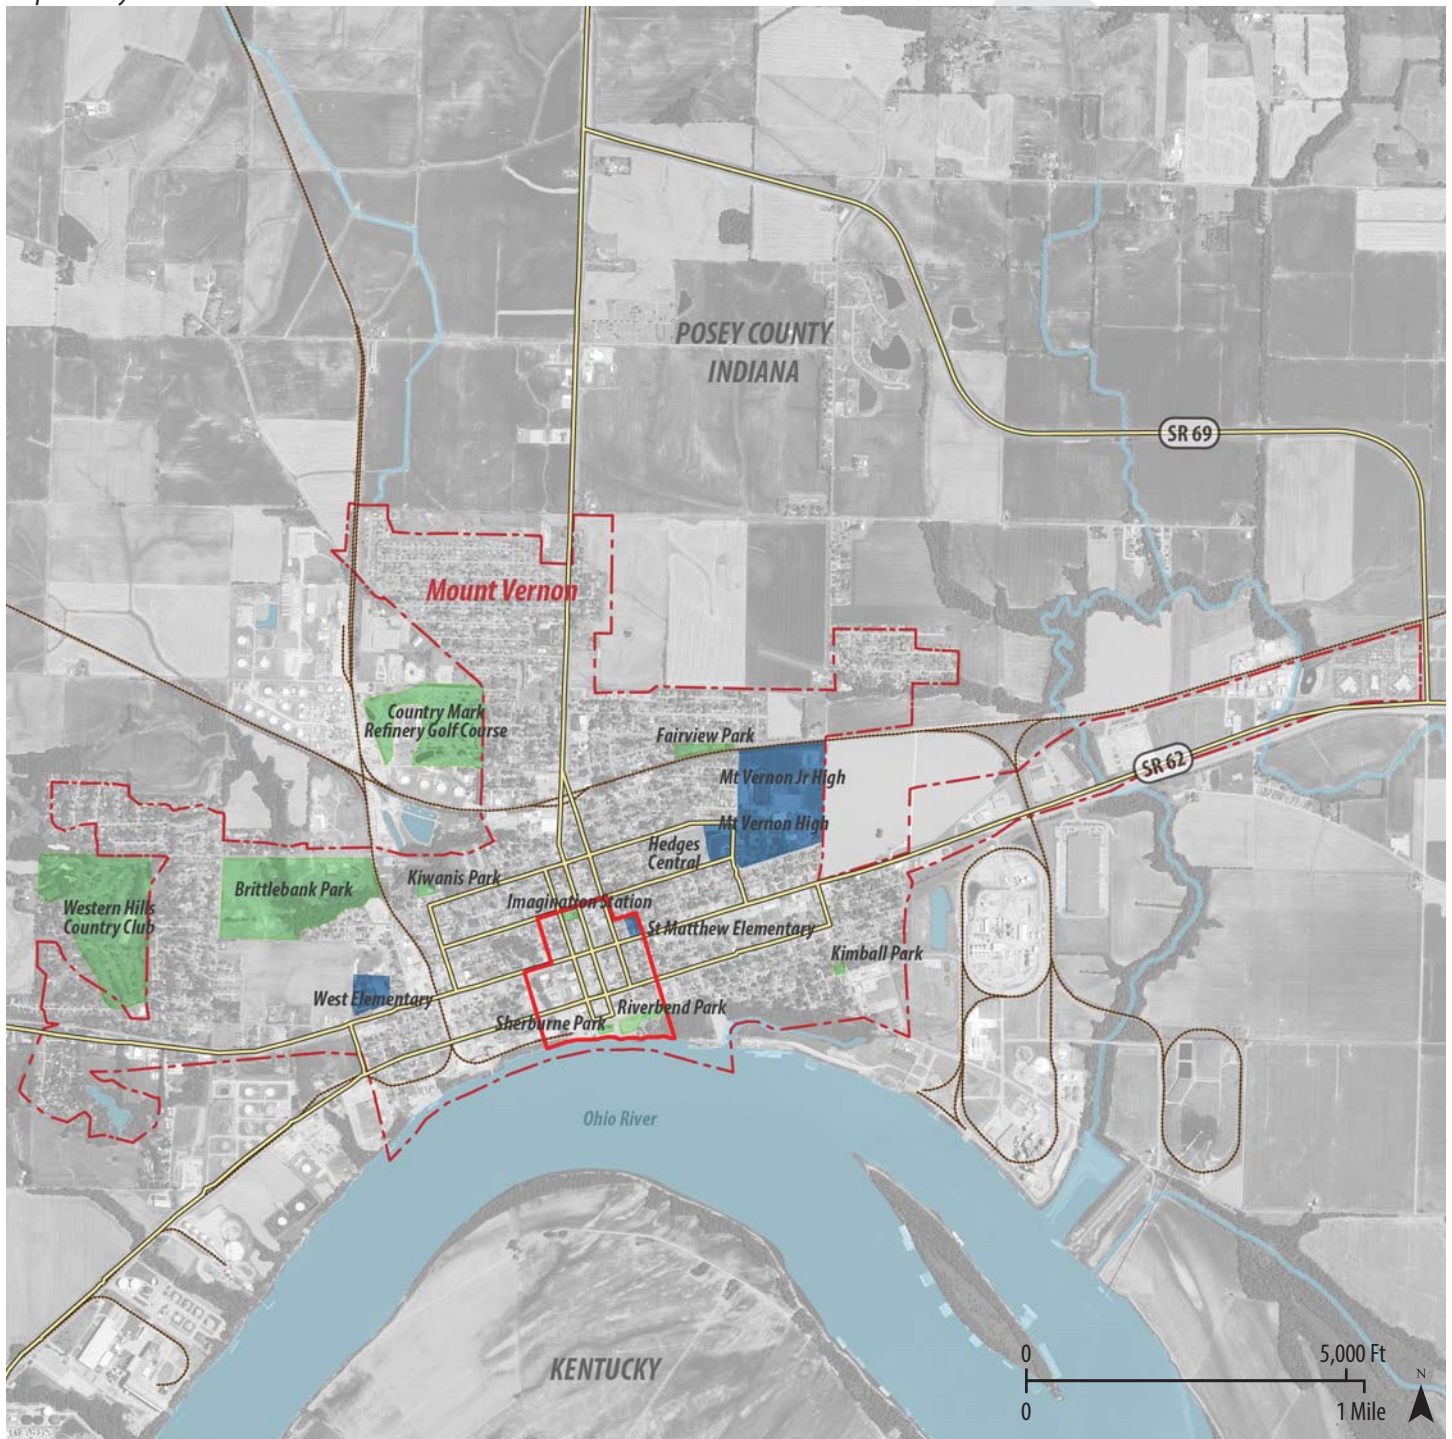 POSEY COUNTY
INDIANA
SR 69
Mount Vernon
Country Mark
Refinery Golf Course
Fairview Park
Mt Vernon Jr High
SR 62
Mt Vernon High
Hedges
Central
Kiwanis Park
Brittlebank Park
Imagination Station
Western Hills
Country Club
St Matthew Elementary
Kimball Park
West Elementary
Riverbend Park
Sherburne Park
Ohio River
KENTUCKY
0 5,000 Ft
N
0 1 Mile